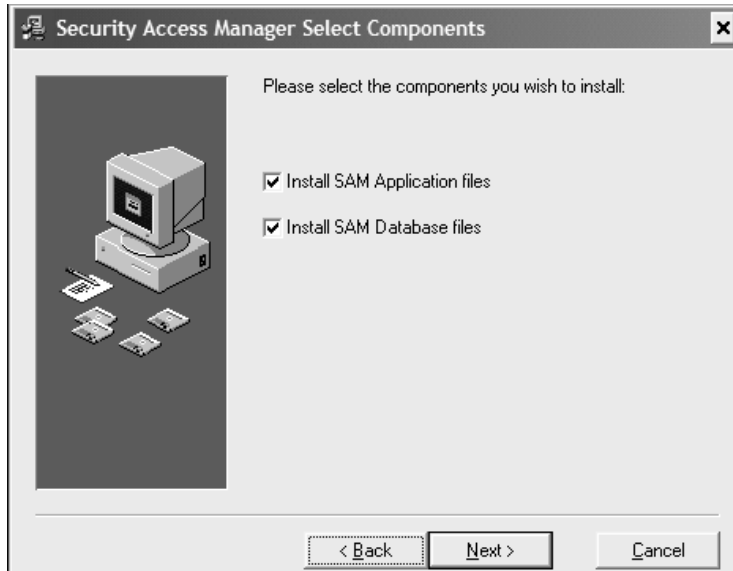 Security Access Manager Select Components
Please select the components you wish to install:
Install SAM Application files
Install SAM Database files
< Back
Next >
Cancel